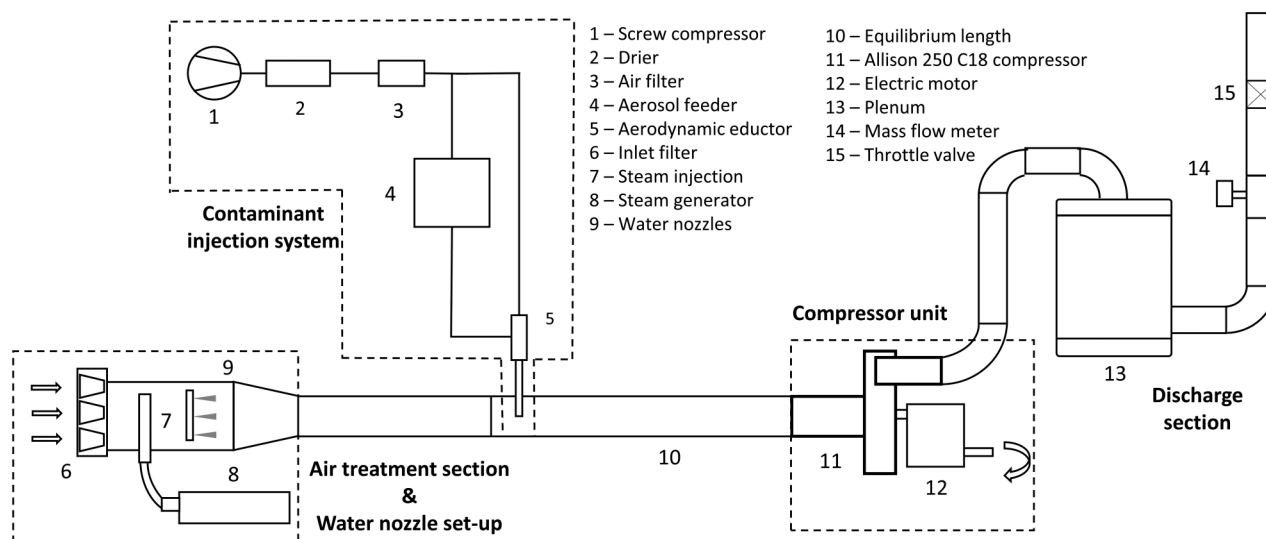 1 – Screw compressor
2 – Drier
3 – Air filter
4 – Aerosol feeder
5 – Aerodynamic eductor
6 – Inlet filter
7 – Steam injection
8 – Steam generator
9 – Water nozzles
10 – Equilibrium length
11 – Allison 250 C18 compressor
12 – Electric motor
13 – Plenum
14 – Mass flow meter
15 – Throttle valve
1
2
3
4
5
Contaminant
injection system
6
7
8
9
Air treatment section
&
Water nozzle set-up
10
Compressor unit
11
12
13
14
15
Discharge
section